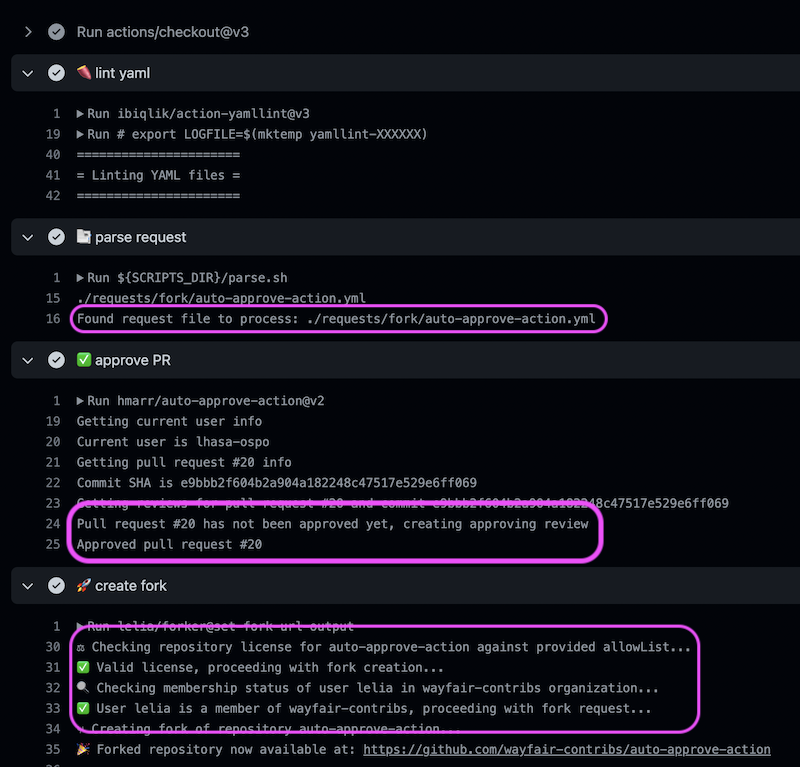 Run actions/checkout@v3
lint yaml
1 Run ibiqlik/action-yamllint@v3
19 Run # export LOGFILE=$(mktemp yamllint-XXXXXX)
40 ======================
41 = Linting YAML files =
42 ======================
parse request
1 Run ${SCRIPTS_DIR}/parse.sh
15 ./requests/fork/auto-approve-action.yml
16 Found request file to process: ./requests/fork/auto-approve-action.yml
approve PR
1 Run hmarr/auto-approve-action@v2
19 Getting current user info
20 Current user is lhasa-ospo
21 Getting pull request #20 info
22 Commit SHA is e9bbb2f604b2a904a182248c47517e529e6ff069
23 Getting reviews for pull request #20 and commit e9bbb2f604b2a904a182248c47517e529e6ff069
24 Pull request #20 has not been approved yet, creating approving review
25 Approved pull request #20
create fork
1 Run lelia/forker@set-fork-url-output
30 ⚖ Checking repository license for auto-approve-action against provided allowList...
31 ✅ Valid license, proceeding with fork creation...
32 🔍 Checking membership status of user lelia in wayfair-contribs organization...
33 ✅ User lelia is a member of wayfair-contribs, proceeding with fork request...
34 Creating fork of repository auto-approve-action...
35 🎉 Forked repository now available at: https://github.com/wayfair-contribs/auto-approve-action